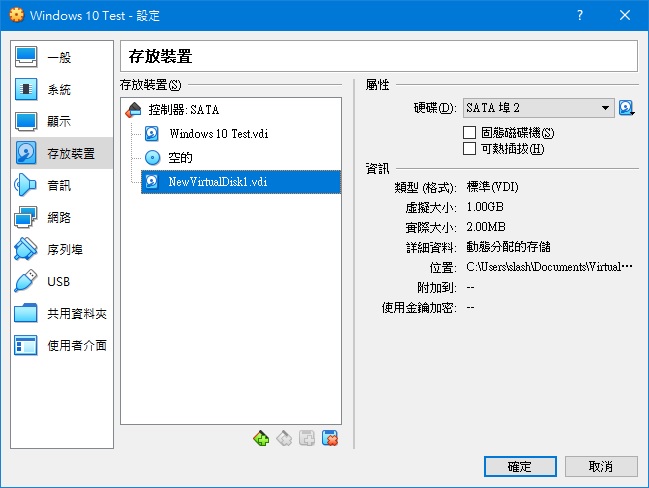 Windows 10 Test - 設定
一般
系統
顯示
存放裝置
音訊
網路
序列埠
USB
共用資料夾
使用者介面
存放裝置
存放裝置(S)
控制器: SATA
Windows 10 Test.vdi
空的
NewVirtualDisk1.vdi
屬性
硬碟(D): SATA 埠 2
固態磁碟機(S)
可熱插拔(H)
資訊
類型 (格式): 標準(VDI)
虛擬大小: 1.00GB
實際大小: 2.00MB
詳細資料: 動態分配的存儲
位置: C:\Users\slash\Documents\Virtual…
附加到: --
使用金鑰加密: --
確定
取消